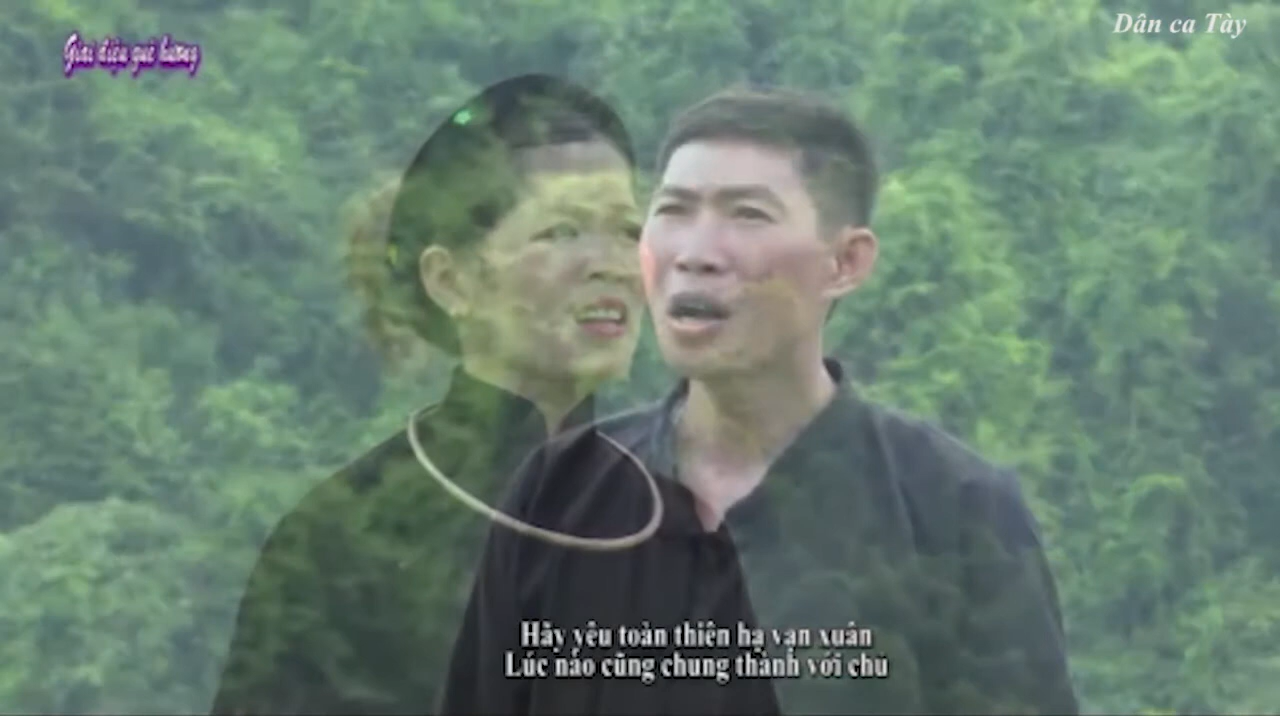 Dân ca Tày
Giai điệu quê hương
Hãy yêu toàn thiên hạ vạn xuân
Lúc nào cũng chung thành với chủ